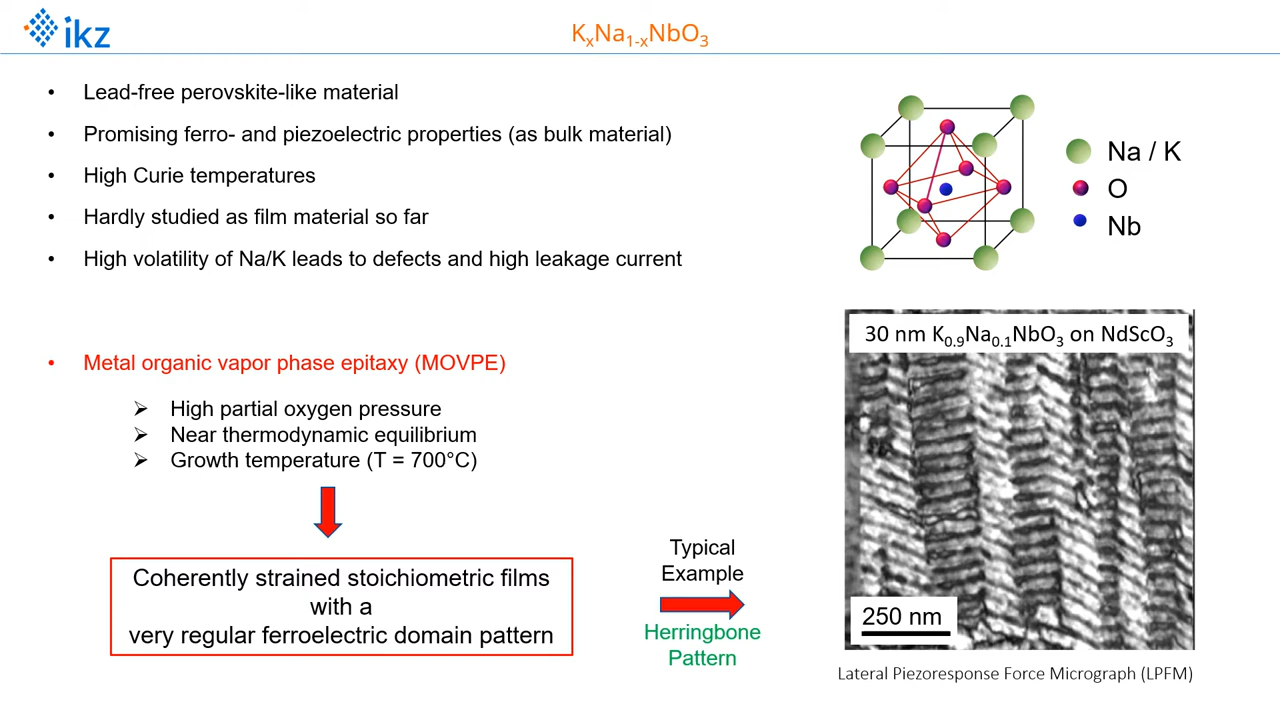 ikz
KₓNa₁₋ₓNbO₃
• Lead-free perovskite-like material
• Promising ferro- and piezoelectric properties (as bulk material)
• High Curie temperatures
• Hardly studied as film material so far
• High volatility of Na/K leads to defects and high leakage current
Na / K
O
Nb
• Metal organic vapor phase epitaxy (MOVPE)
➢ High partial oxygen pressure
➢ Near thermodynamic equilibrium
➢ Growth temperature (T = 700°C)
Coherently strained stoichiometric films
with a
very regular ferroelectric domain pattern
Typical
Example
Herringbone
Pattern
30 nm K₀.₉Na₀.₁NbO₃ on NdScO₃
250 nm
Lateral Piezoresponse Force Micrograph (LPFM)